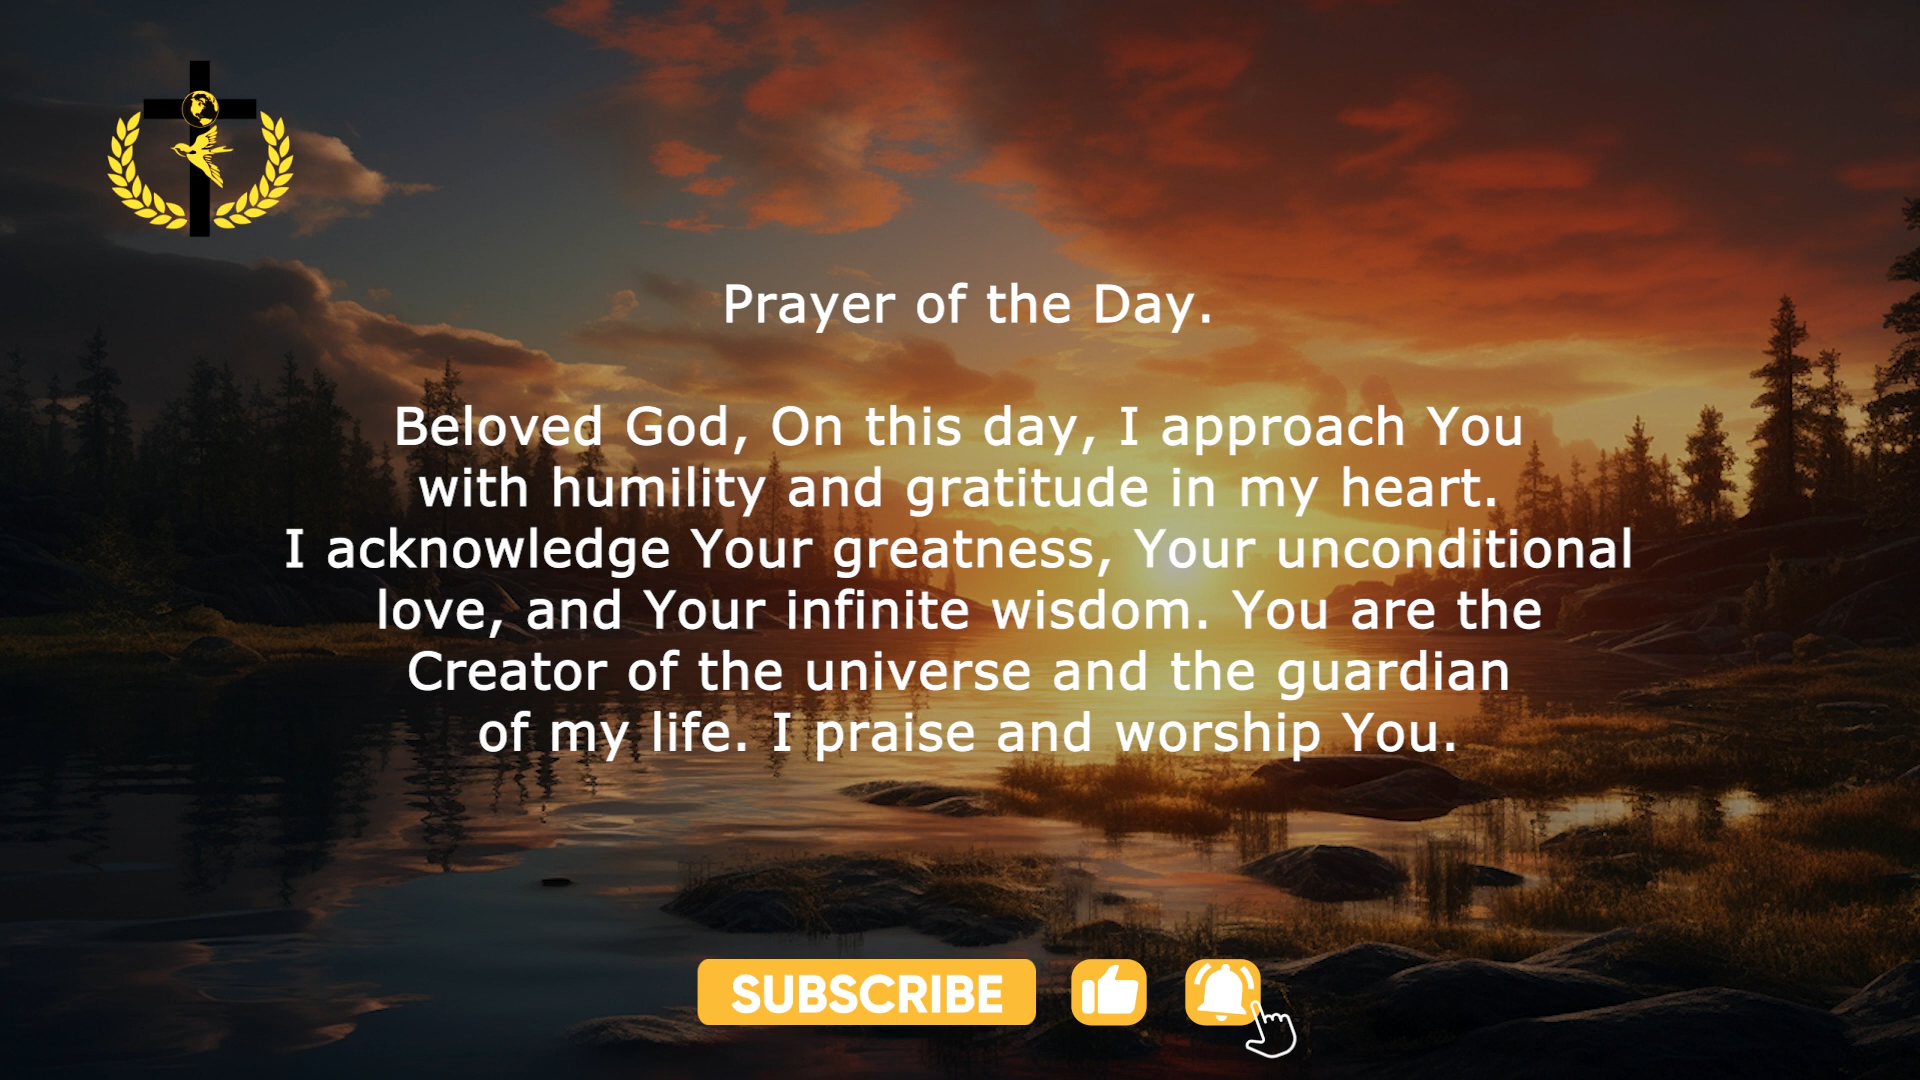 Prayer of the Day.
Beloved God, On this day, I approach You
with humility and gratitude in my heart.
I acknowledge Your greatness, Your unconditional
love, and Your infinite wisdom. You are the
Creator of the universe and the guardian
of my life. I praise and worship You.
SUBSCRIBE